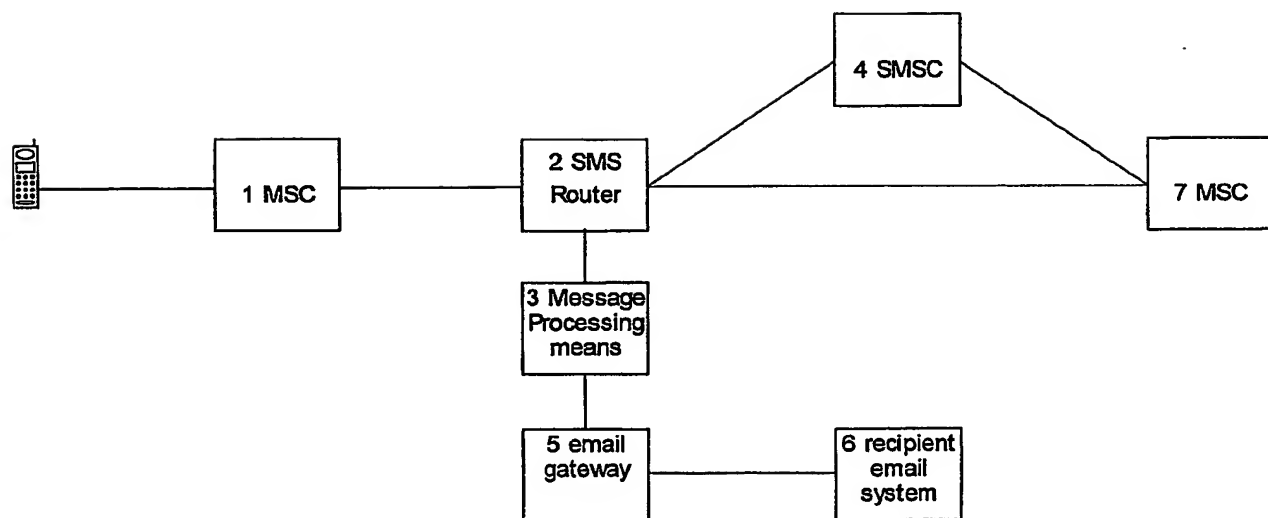 4 SMSC
1 MSC
2 SMS
Router
7 MSC
3 Message
Processing
means
5 email
gateway
6 recipient
email
system